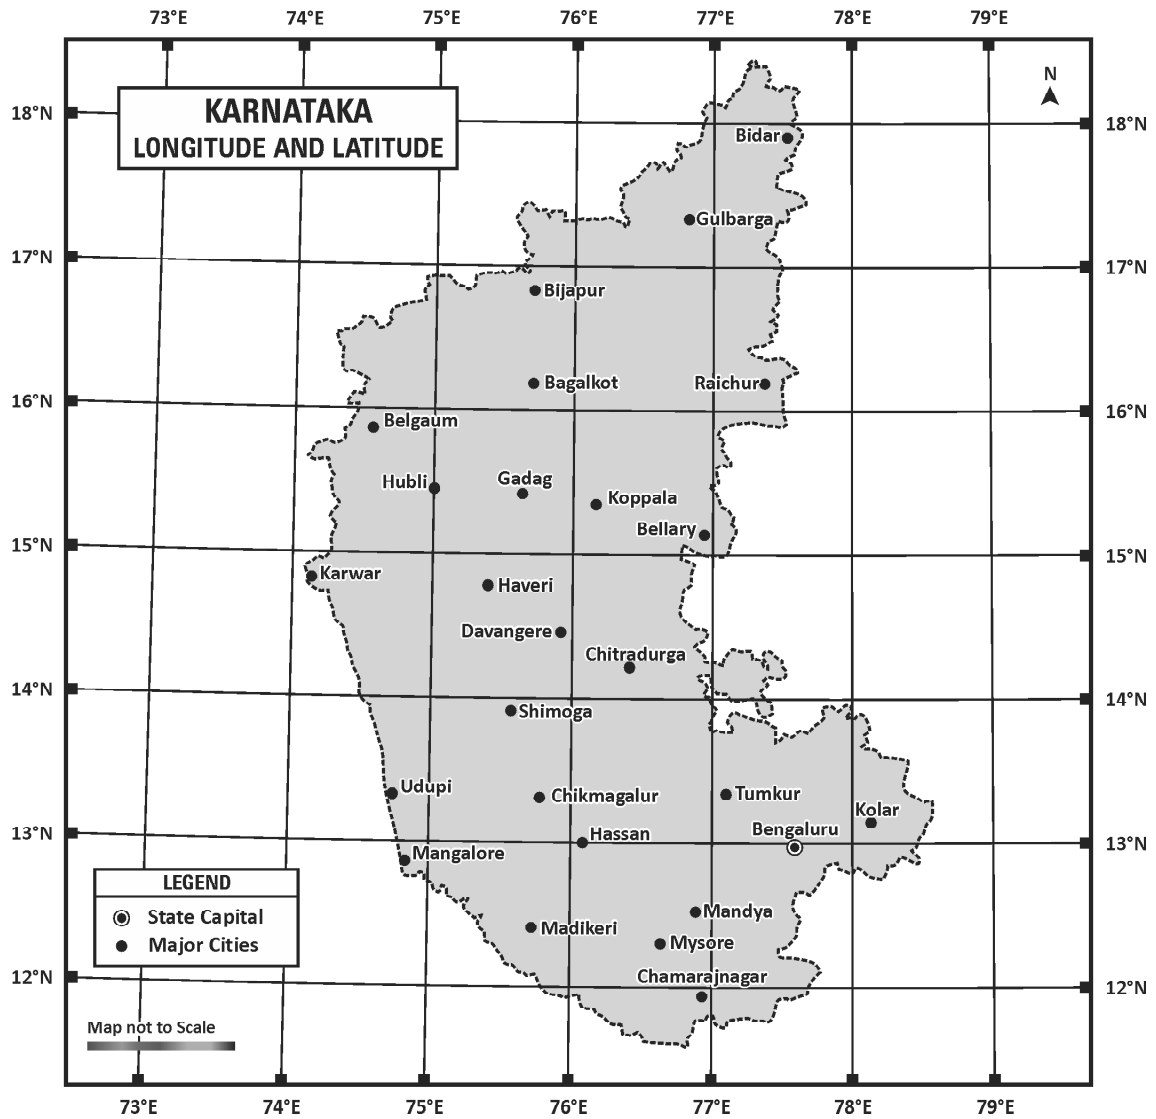 73°E 74°E 75°E 76°E 77°E 78°E 79°E
N
KARNATAKA
LONGITUDE AND LATITUDE
18°N 18°N
Bidar
Gulbarga
17°N 17°N
Bijapur
Bagalkot Raichur
16°N 16°N
Belgaum
Hubli Gadag
Koppala
Bellary
15°N 15°N
Karwar
Haveri
Davangere
Chitradurga
14°N 14°N
Shimoga
Udupi Chikmagalur Tumkur
Kolar
Bengaluru
13°N Hassan 13°N
Mangalore
LEGEND
State Capital
Major Cities
Mandya
Madikeri
Mysore
Chamarajnagar
12°N 12°N
Map not to Scale
73°E 74°E 75°E 76°E 77°E 78°E 79°E